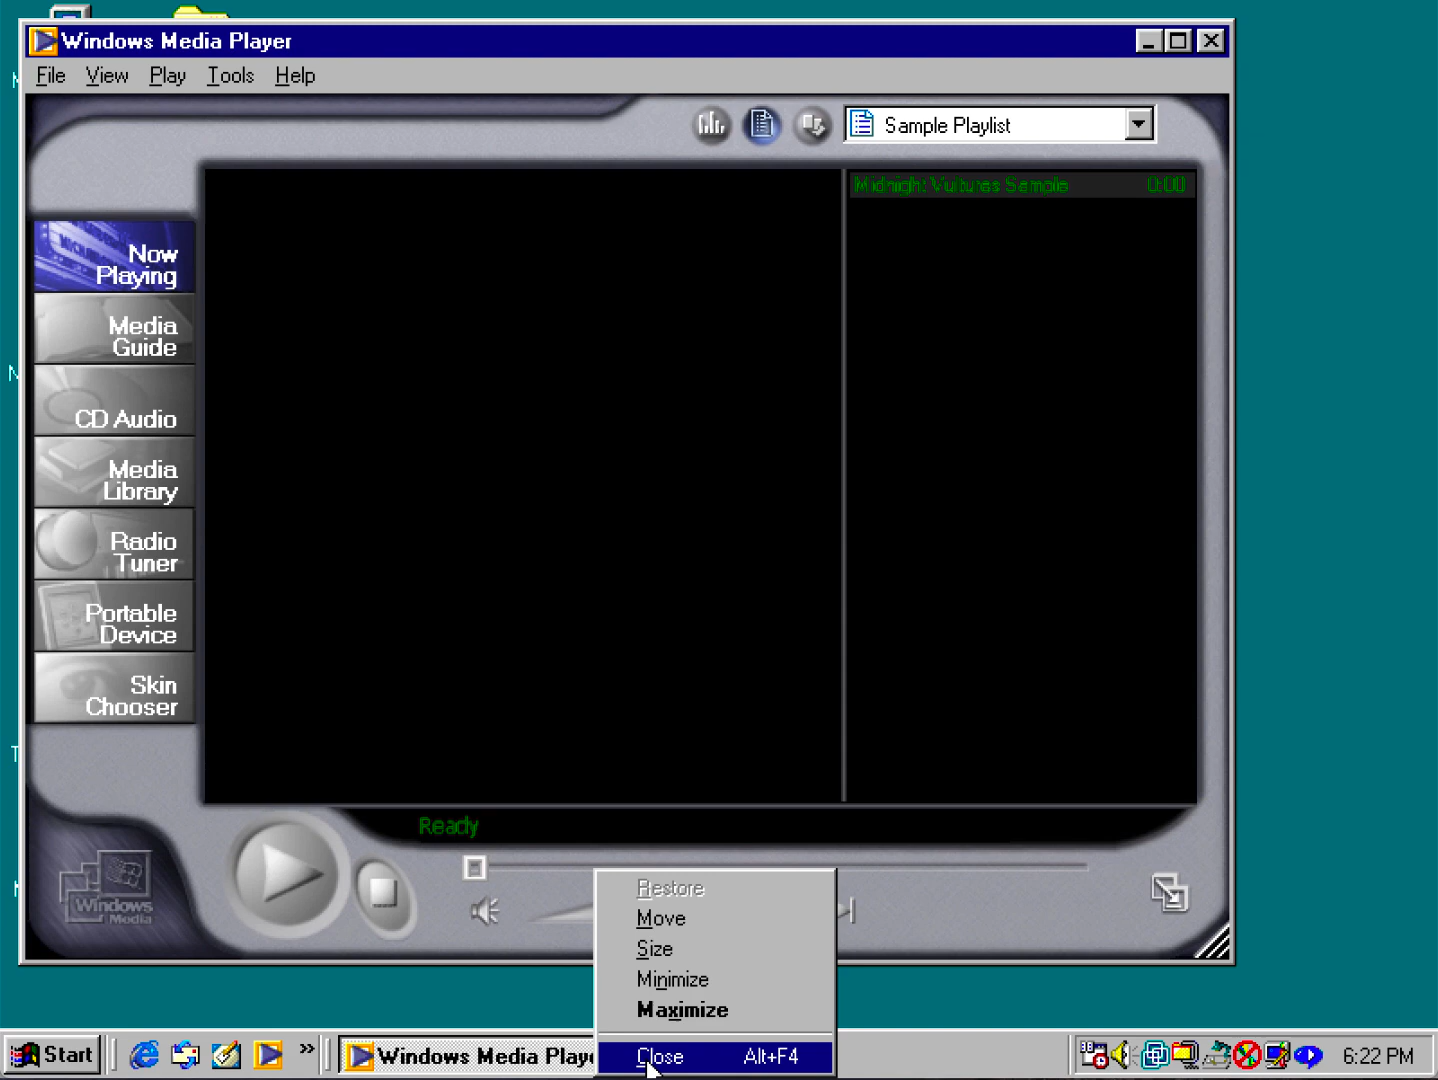 Windows Media Player
File View Play Tools Help
Sample Playlist
Midnight Vultures Sample 0:00
Now
Playing
Media
Guide
CD Audio
Media
Library
Radio
Tuner
Portable
Device
Skin
Chooser
Ready
Windows
Media
Restore
Move
Size
Minimize
Maximize
Close Alt+F4
Start
Windows Media Playe
6:22 PM